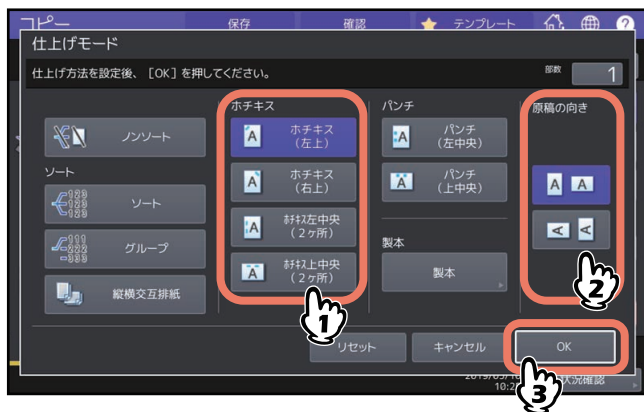 コピー 保存 確認 テンプレート
仕上げモード
仕上げ方法を設定後、［OK］を押してください。 部数 1
ホチキス パンチ 原稿の向き
ノンソート
ホチキス
（左上）
パンチ
（左中央）
ソート
ホチキス
（右上）
パンチ
（上中央）
ソート
ﾎﾁｷｽ左中央
（２ヶ所）
グループ
製本
ﾎﾁｷｽ上中央
（２ヶ所）
製本
縦横交互排紙
1
2
リセット キャンセル OK
3
状況確認